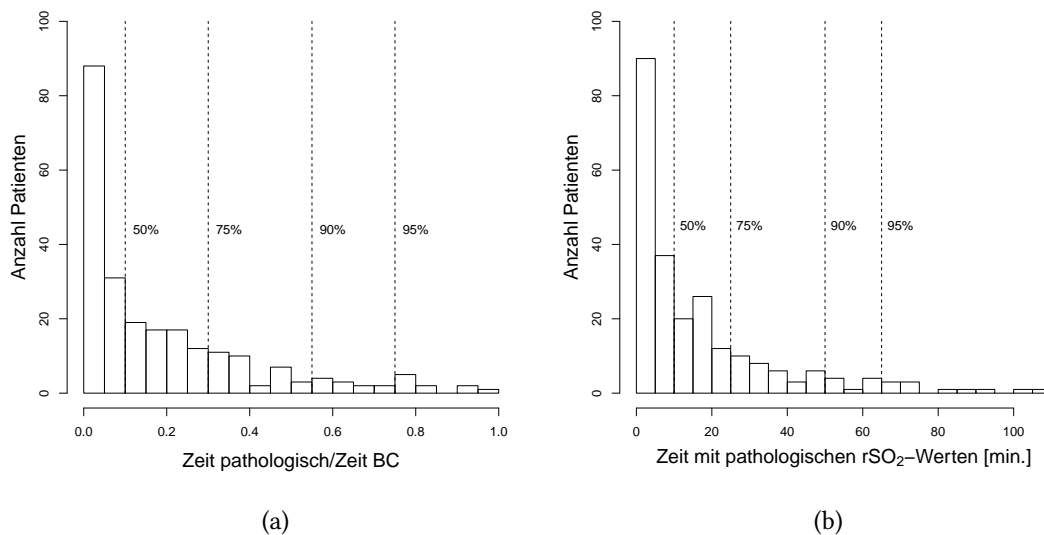 100
80
60
40
20
0
Anzahl Patienten
50%
75%
90%
95%
0.0 0.2 0.4 0.6 0.8 1.0
Zeit pathologisch/Zeit BC
(a)
100
80
60
40
20
0
Anzahl Patienten
50%
75%
90%
95%
0 20 40 60 80 100
Zeit mit pathologischen rSO₂−Werten [min.]
(b)